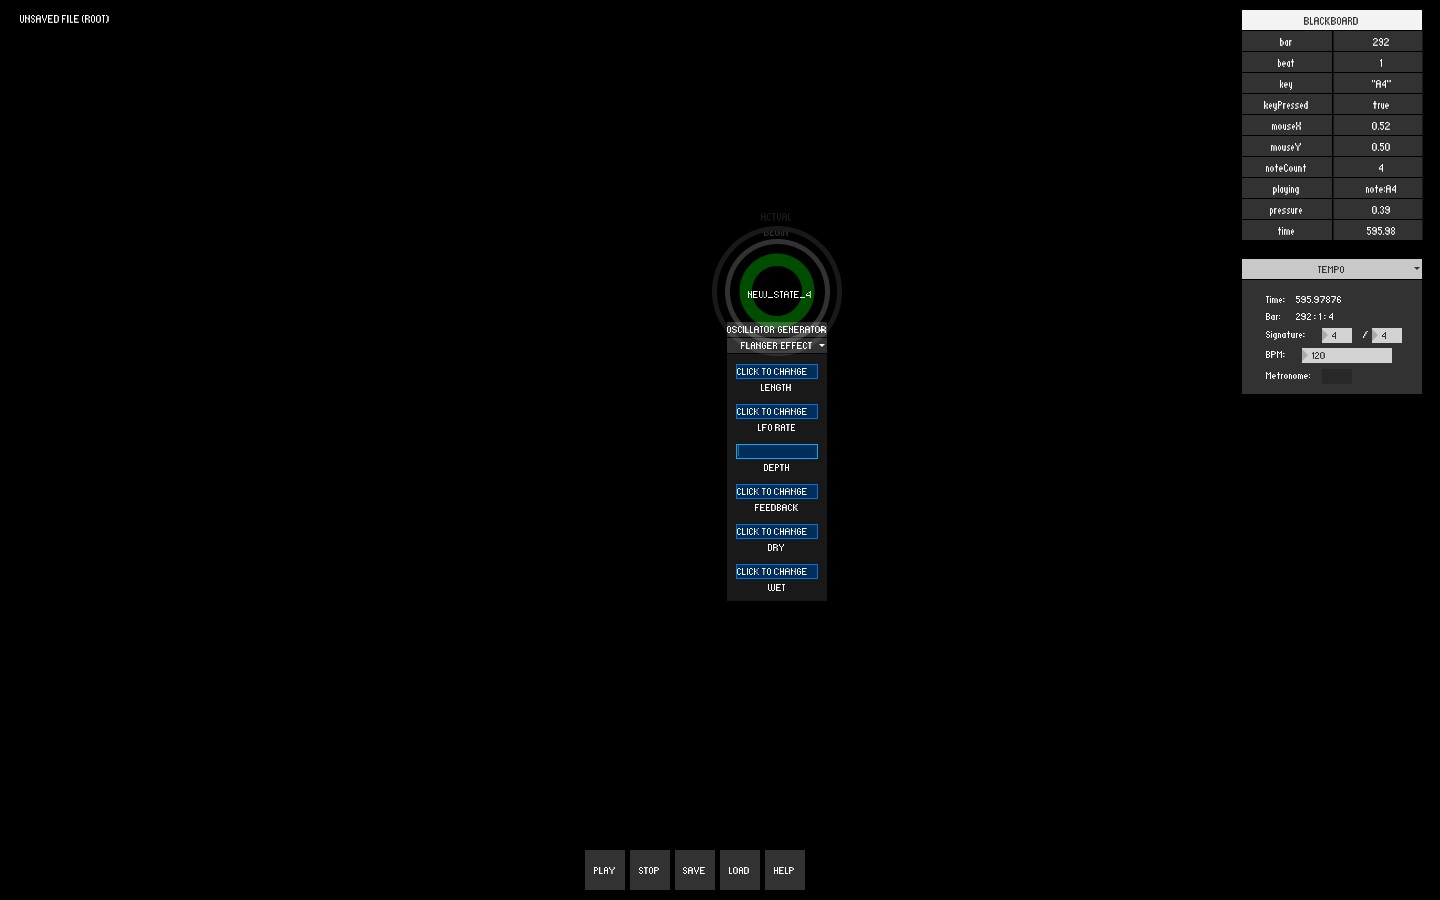 UNSAVED FILE (ROOT)
BLACKBOARD
bar 292
beat 1
key "A4"
keyPressed true
mouseX 0.52
mouseY 0.50
noteCount 4
playing note:A4
pressure 0.39
time 595.98
TEMPO
Time: 595.97876
Bar: 292:1:4
Signature: 4 / 4
BPM: 120
Metronome:
ACTUAL
BEGIN
NEW_STATE_4
OSCILLATOR GENERATOR
FLANGER EFFECT
CLICK TO CHANGE
LENGTH
CLICK TO CHANGE
LFO RATE
DEPTH
CLICK TO CHANGE
FEEDBACK
CLICK TO CHANGE
DRY
CLICK TO CHANGE
WET
PLAY STOP SAVE LOAD HELP